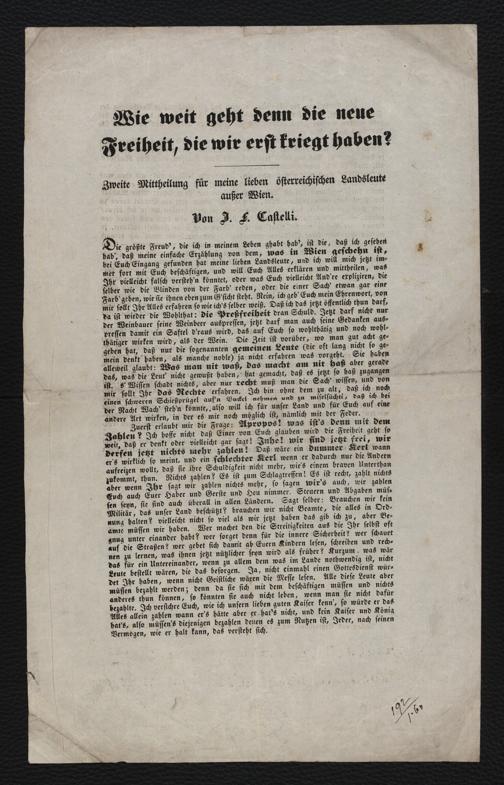 Wie weit geht denn die neue
Freiheit, die wir erst kriegt haben?
Zweite Mittheilung für meine lieben österreichischen Landsleute
außer Wien.
Von J. F. Castelli.
Die größte Freud', die ich in meinem Leben ghabt hab', ist die, daß ich gesehen
hab', daß meine einfache Erzählung von dem, was in Wien geschehn ist,
bei Euch Eingang gefunden hat meine lieben Landsleute, und ich will mich jetzt im-
mer fort mit Euch beschäftigen, und will Euch Alles erklären und mittheilen, was
Ihr vielleicht falsch versteh'n könntet, oder was Euch vielleicht And're expliziren, die
selber wie die Blinden von der Farb' reden, oder die einer Sach' etwan gar eine
Farb' geben, wie sie ihnen eben zum G'sicht steht. Nein, ich geb' Euch mein Ehrenwort, von
mir sollt Ihr Alles erfahren so wie ich's selber weiß. Daß ich das jetzt öffentlich thun darf,
da ist wieder die Wohlthat: die Preßfreiheit dran Schuld. Jetzt darf nicht nur
der Weinbauer seine Weinbeer auspressen, jetzt darf man auch seine Gedanken aus-
pressen damit ein Saftel d'raus wird, das auf Euch so wohlthätig und noch wohl-
thätiger wirken wird, als der Wein. Die Zeit ist vorüber, wo man gut acht ge-
geben hat, daß nur die sogenannten gemeinen Leute (die oft lang nicht so ge-
mein denkt haben, als manche noble) ja nicht erfahren was vorgeht. Sie haben
alleweil glaubt: Was man nit waß, das macht am nit haß aber gerade
das, was die Leut' nicht gewußt haben, hat gemacht, daß es jetzt so haß zugangen
ist. s' Wissen schadt nichts, aber nur recht muß man die Sach' wissen, und von
mir sollt Ihr das Rechte erfahren. Ich bin ohne dem zu alt, daß ich noch
einen schweren Schießprügel auf'n Buckel nehmen und daß ich bei
der Nacht Wach' steh'n könnte, also will ich für unser Land und für Euch auf eine
andre Art wirken, in der es mir noch möglich ist, nämlich mit der Feder.
Zuerst erlaubt mir die Frage: Apropos! was ist's denn mit dem
Zahlen? Ich hoffe nicht daß Einer von Euch glauben wird die Freiheit geht so
weit, daß er denkt oder vielleicht gar sagt! Juhe! wir sind jetzt frei, wir
derfen jetzt nichts mehr zahlen! Daß wäre ein dummer Kerl wann
er's wirklich so meint, und ein schlechter Kerl wenn er dadurch nur die Andern
aufreizen wollt, daß sie ihre Schuldigkeit nicht mehr, wie's einem braven Unterthan
zukommt, thun. Nichts zahlen? Es ist zum Schlagtreffen! Es ist recht, zahlt nichts
aber wenn Ihr sagt wir zahlen nichts mehr, so sagen wir's auch, wir zahlen
Euch auch Euer Haber und Gerste und Heu nimmer. Steuern und Abgaben müs-
sen seyn, sie sind auch überall in allen Ländern. Sagt selber: Brauchen wir kein
Militär, das unser Land beschützt? brauchen wir nicht Beamte, die alles in Ord-
nung halten? vielleicht nicht so viel als wir jetzt haben das gib ich zu, aber Be-
amte müssen wir haben. Wer machet den die Streitigkeiten aus die Ihr selbst oft
gnug unter einander habt? wer sorget denn für die innere Sicherheit? wer schauet
auf die Straßen? wer gebet sich damit ab Euern Kindern lesen, schreiben und rech-
nen zu lernen, was ihnen jetzt nützlicher seyn wird als früher? Kurzum, was wär
das für ein Untereinander, wenn zu allem dem was im Lande nothwendig ist, nicht
Leute bestellt wären, die das besorgen. Ja, nicht einmahl einen Gottesdienst wür-
det Ihr haben, wenn nicht Geistliche wären die Messe lesen. Alle diese Leute aber
müssen bezahlt werden; denn da sie sich mit dem beschäftigen müssen und nichts
anderes thun können, so könnten sie auch nicht leben, wenn man sie nicht dafür
bezahlte. Ich versichre Euch, wie ich unsern lieben guten Kaiser kenn', so würde er das
Alles allein zahlen wann er's hätte aber er hat's nicht, und kein Kaiser und König
hat's, also müssen's diejenigen bezahlen denen es zum Nutzen ist, Jeder, nach seinen
Vermögen, wie er halt kann, das versteht sich.
192